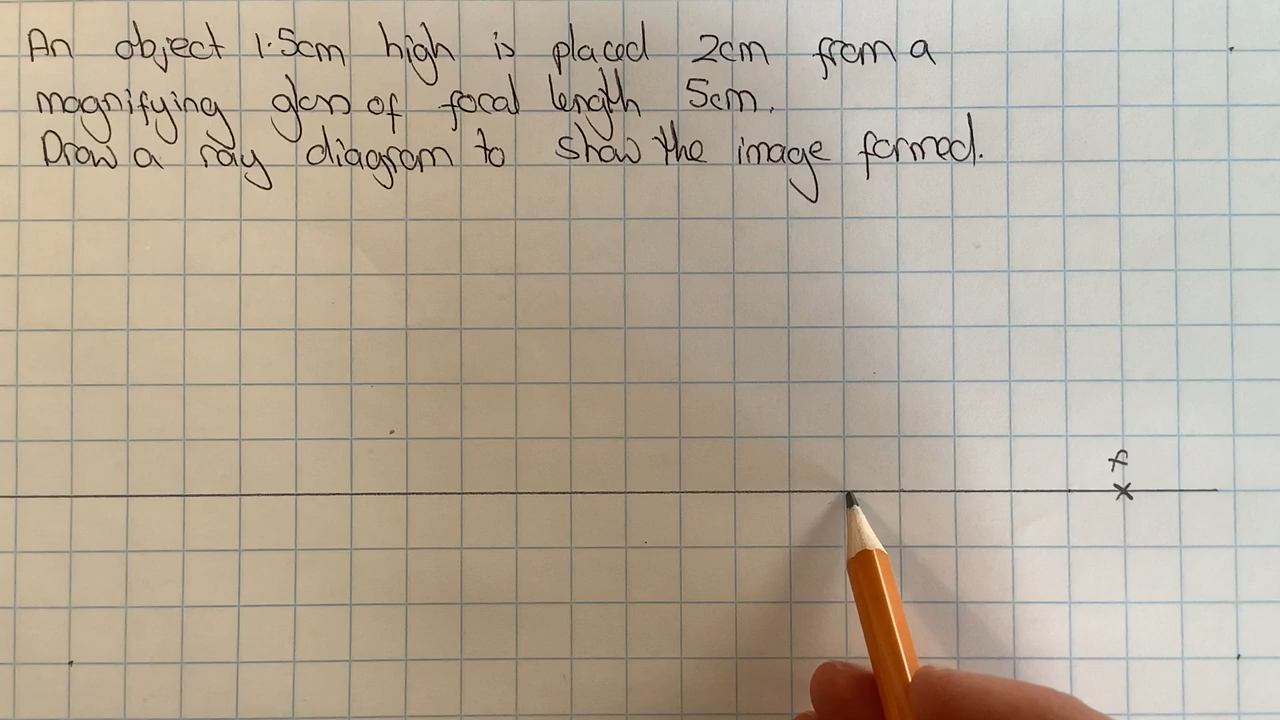 An object 1.5cm high is placed 2cm from a
magnifying glass of focal length 5cm.
Draw a ray diagram to show the image formed.
f